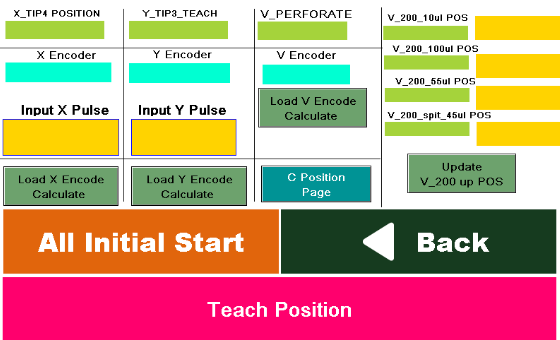 X_TIP4 POSITION
Y_TIP3_TEACH
V_PERFORATE
V_200_10ul POS
X Encoder
Y Encoder
V Encoder
V_200_100ul POS
V_200_55ul POS
Input X Pulse
Input Y Pulse
Load V Encode
Calculate
V_200_spit_45ul POS
Load X Encode
Calculate
Load Y Encode
Calculate
C Position
Page
Update
V_200 up POS
All Initial Start
Back
Teach Position